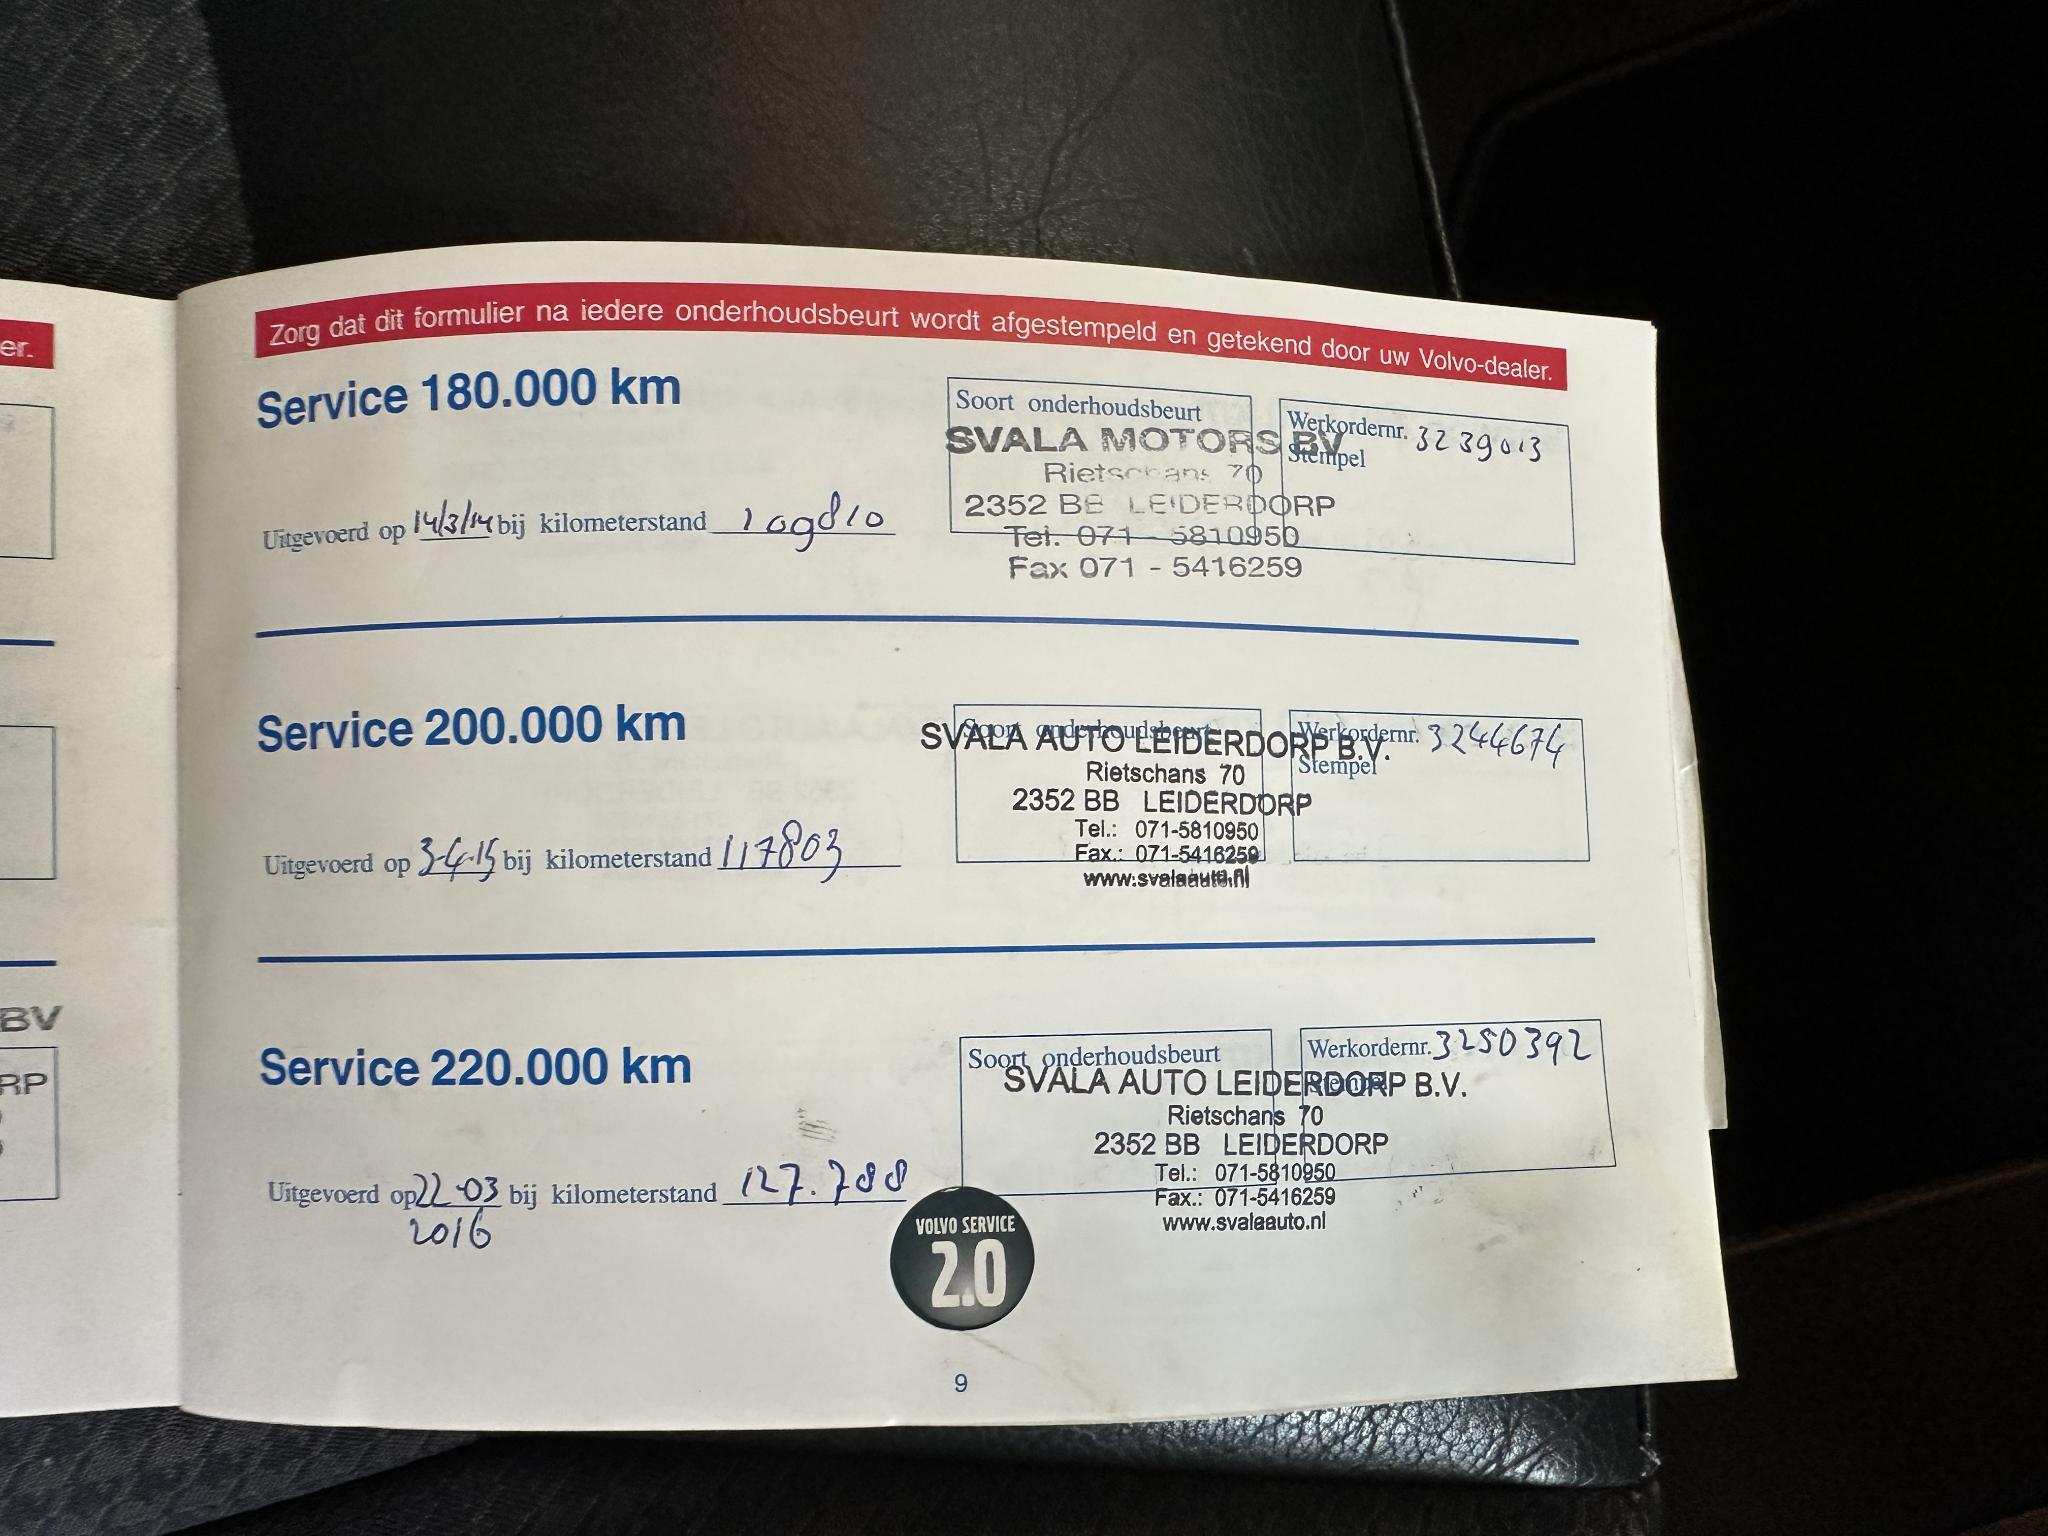 er.
BV
RP
Zorg dat dit formulier na iedere onderhoudsbeurt wordt afgestempeld en getekend door uw Volvo-dealer.
Service 180.000 km
Uitgevoerd op 14/3/14 bij kilometerstand 109810
Soort onderhoudsbeurt
Werkordernr. 3239013
Stempel
SVALA MOTORS BV
Rietschans 70
2352 BB LEIDERDORP
Tel. 071 - 5810950
Fax 071 - 5416259
Service 200.000 km
Uitgevoerd op 3-4-15 bij kilometerstand 117803
Soort onderhoudsbeurt
Werkordernr. 3244674
Stempel
SVALA AUTO LEIDERDORP B.V.
Rietschans 70
2352 BB LEIDERDORP
Tel.: 071-5810950
Fax.: 071-5416259
www.svalaauto.nl
Service 220.000 km
Uitgevoerd op 22-03 bij kilometerstand 127.788
2016
Soort onderhoudsbeurt
Werkordernr. 3250392
Stempel
SVALA AUTO LEIDERDORP B.V.
Rietschans 70
2352 BB LEIDERDORP
Tel.: 071-5810950
Fax.: 071-5416259
www.svalaauto.nl
VOLVO SERVICE
2.0
9